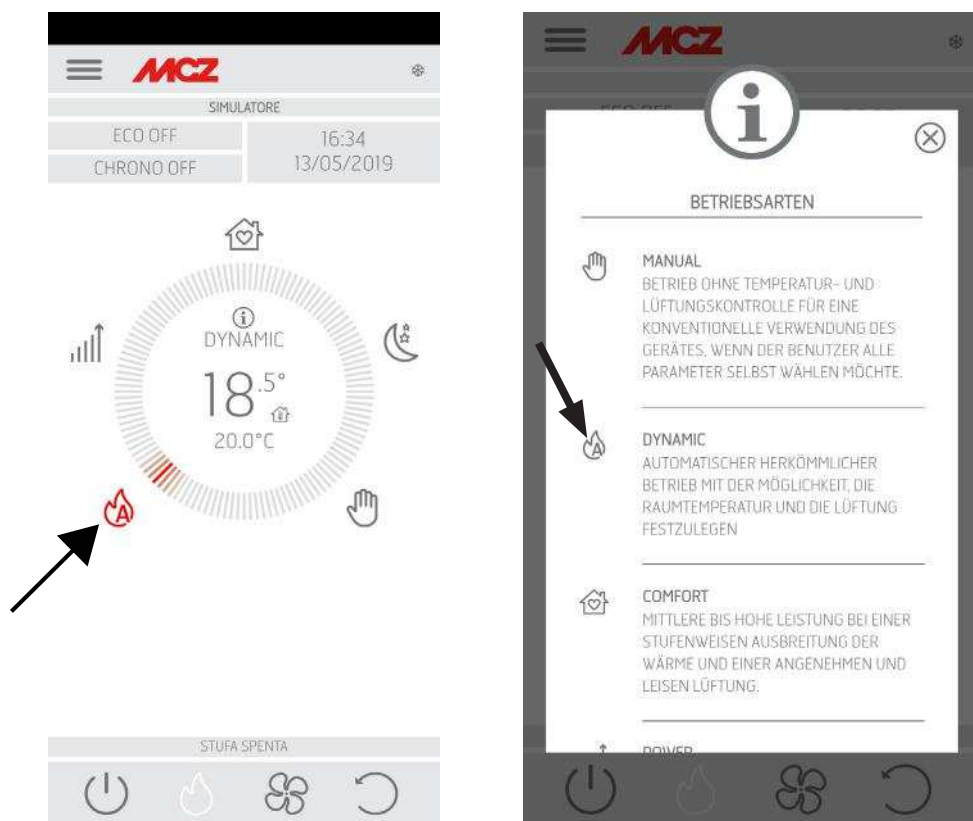 MCZ
SIMULATORE
ECO OFF
CHRONO OFF
16:34
13/05/2019
i
DYNAMIC
18.5°
20.0°C
A
STUFA SPENTA
MCZ
i
BETRIEBSARTEN
MANUAL
BETRIEB OHNE TEMPERATUR- UND
LÜFTUNGSKONTROLLE FÜR EINE
KONVENTIONELLE VERWENDUNG DES
GERÄTES, WENN DER BENUTZER ALLE
PARAMETER SELBST WÄHLEN MÖCHTE.
A
DYNAMIC
AUTOMATISCHER HERKÖMMLICHER
BETRIEB MIT DER MÖGLICHKEIT, DIE
RAUMTEMPERATUR UND DIE LÜFTUNG
FESTZULEGEN
COMFORT
MITTLERE BIS HOHE LEISTUNG BEI EINER
STUFENWEISEN AUSBREITUNG DER
WÄRME UND EINER ANGENEHMEN UND
LEISEN LÜFTUNG.
POWER